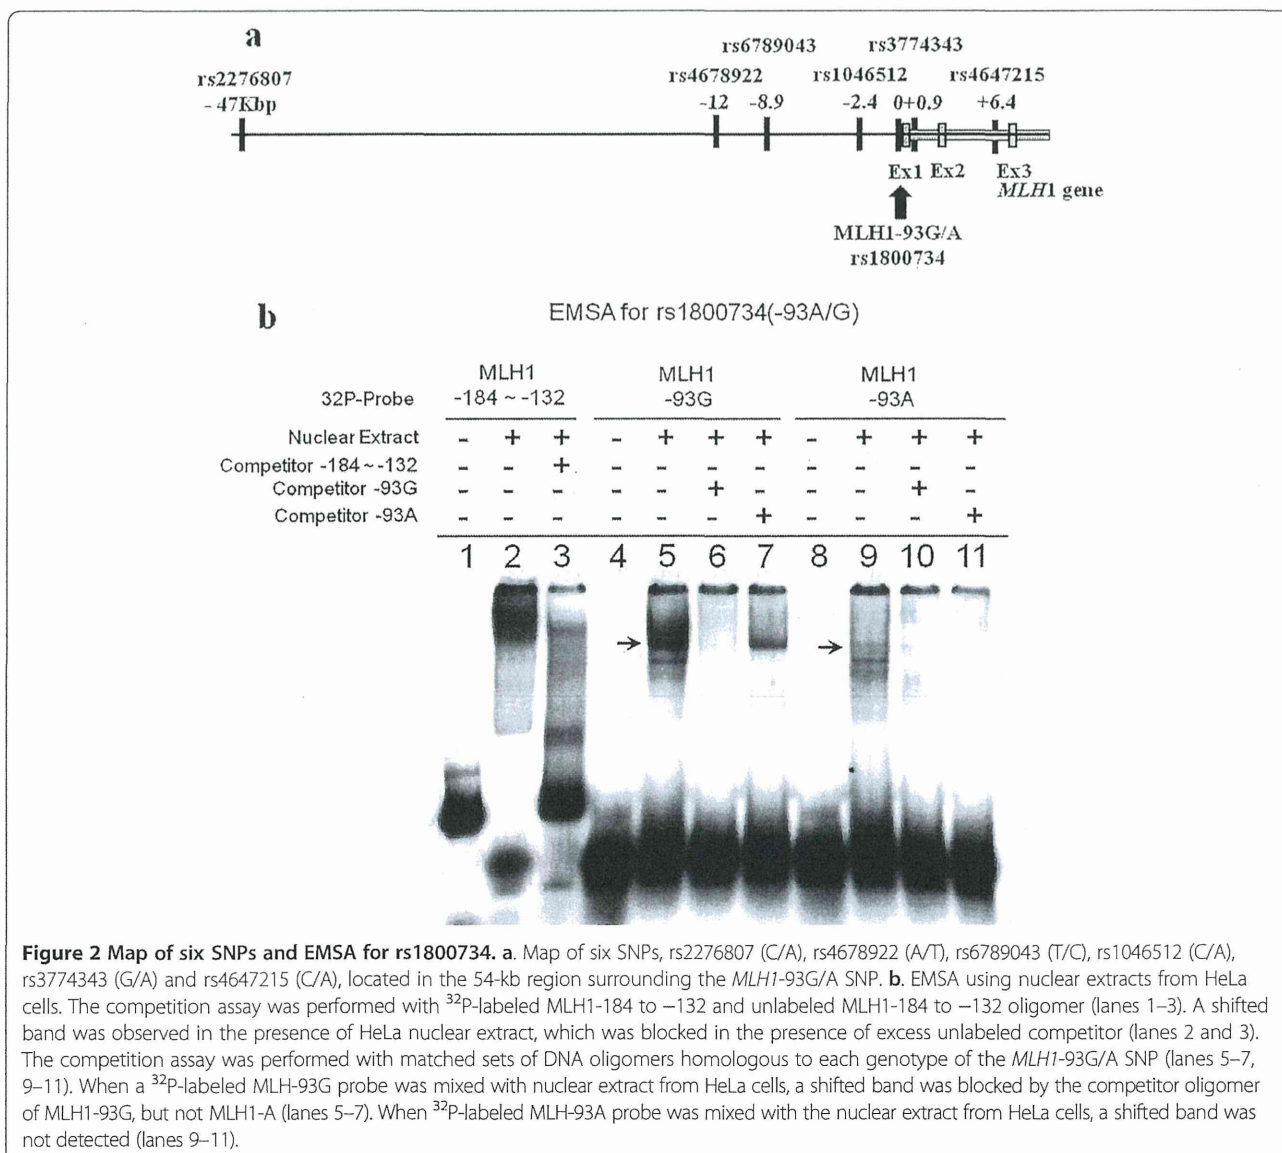 a
rs6789043 rs3774343
rs2276807 rs4678922 rs1046512 rs4647215
- 47Kbp -12 -8.9 -2.4 0+0.9 +6.4
Ex1 Ex2 Ex3
MLH1 gene
MLH1-93G/A
rs1800734
b EMSA for rs1800734(-93A/G)
MLH1 MLH1 MLH1
32P-Probe -184 ~ -132 -93G -93A
Nuclear Extract - + + - + + + - + + +
Competitor -184~-132 - - + - - - - - - - -
Competitor -93G - - - - - + - - - + -
Competitor -93A - - - - - - + - - - +
1 2 3 4 5 6 7 8 9 10 11
Figure 2 Map of six SNPs and EMSA for rs1800734. a. Map of six SNPs, rs2276807 (C/A), rs4678922 (A/T), rs6789043 (T/C), rs1046512 (C/A),
rs3774343 (G/A) and rs4647215 (C/A), located in the 54-kb region surrounding the MLH1-93G/A SNP. b. EMSA using nuclear extracts from HeLa
cells. The competition assay was performed with ³²P-labeled MLH1-184 to −132 and unlabeled MLH1-184 to −132 oligomer (lanes 1–3). A shifted
band was observed in the presence of HeLa nuclear extract, which was blocked in the presence of excess unlabeled competitor (lanes 2 and 3).
The competition assay was performed with matched sets of DNA oligomers homologous to each genotype of the MLH1-93G/A SNP (lanes 5–7,
9–11). When a ³²P-labeled MLH-93G probe was mixed with nuclear extract from HeLa cells, a shifted band was blocked by the competitor oligomer
of MLH1-93G, but not MLH1-A (lanes 5–7). When ³²P-labeled MLH-93A probe was mixed with the nuclear extract from HeLa cells, a shifted band was
not detected (lanes 9–11).